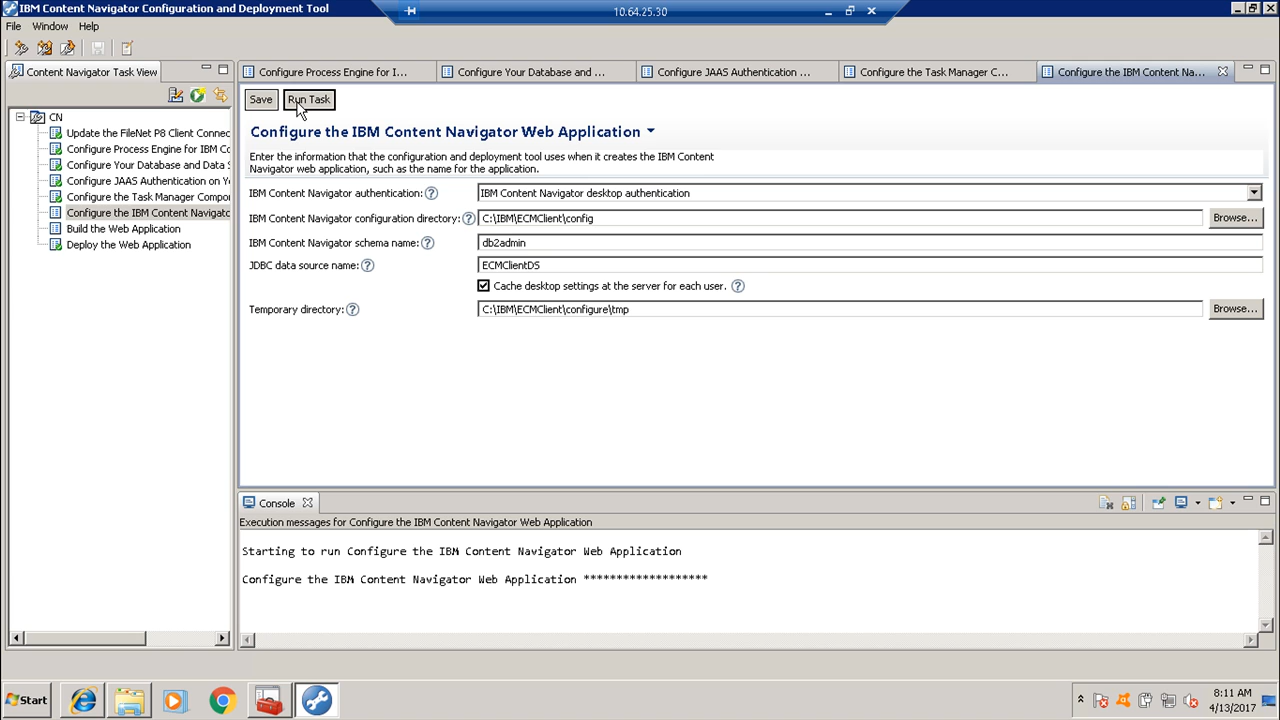 IBM Content Navigator Configuration and Deployment Tool
10.64.25.30
File Window Help
Content Navigator Task View
Configure Process Engine for I...
Configure Your Database and ...
Configure JAAS Authentication ...
Configure the Task Manager C...
Configure the IBM Content Na...
CN
Update the FileNet P8 Client Connec
Configure Process Engine for IBM Co
Configure Your Database and Data S
Configure JAAS Authentication on Y
Configure the Task Manager Compo
Configure the IBM Content Navigato
Build the Web Application
Deploy the Web Application
Save Run Task
Configure the IBM Content Navigator Web Application
Enter the information that the configuration and deployment tool uses when it creates the IBM Content
Navigator web application, such as the name for the application.
IBM Content Navigator authentication: IBM Content Navigator desktop authentication
IBM Content Navigator configuration directory: C:\IBM\ECMClient\config Browse...
IBM Content Navigator schema name: db2admin
JDBC data source name: ECMClientDS
Cache desktop settings at the server for each user.
Temporary directory: C:\IBM\ECMClient\configure\tmp Browse...
Console
Execution messages for Configure the IBM Content Navigator Web Application
Starting to run Configure the IBM Content Navigator Web Application
Configure the IBM Content Navigator Web Application *******************
Start
8:11 AM
4/13/2017